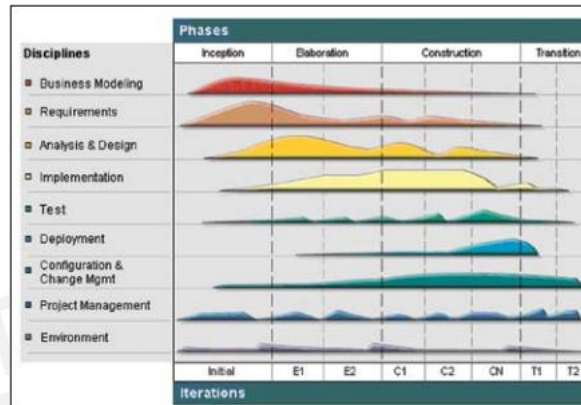 Phases
Disciplines
Inception Elaboration Construction Transition
Business Modeling
Requirements
Analysis & Design
Implementation
Test
Deployment
Configuration &
Change Mgmt
Project Management
Environment
Initial E1 E2 C1 C2 CN T1 T2
Iterations